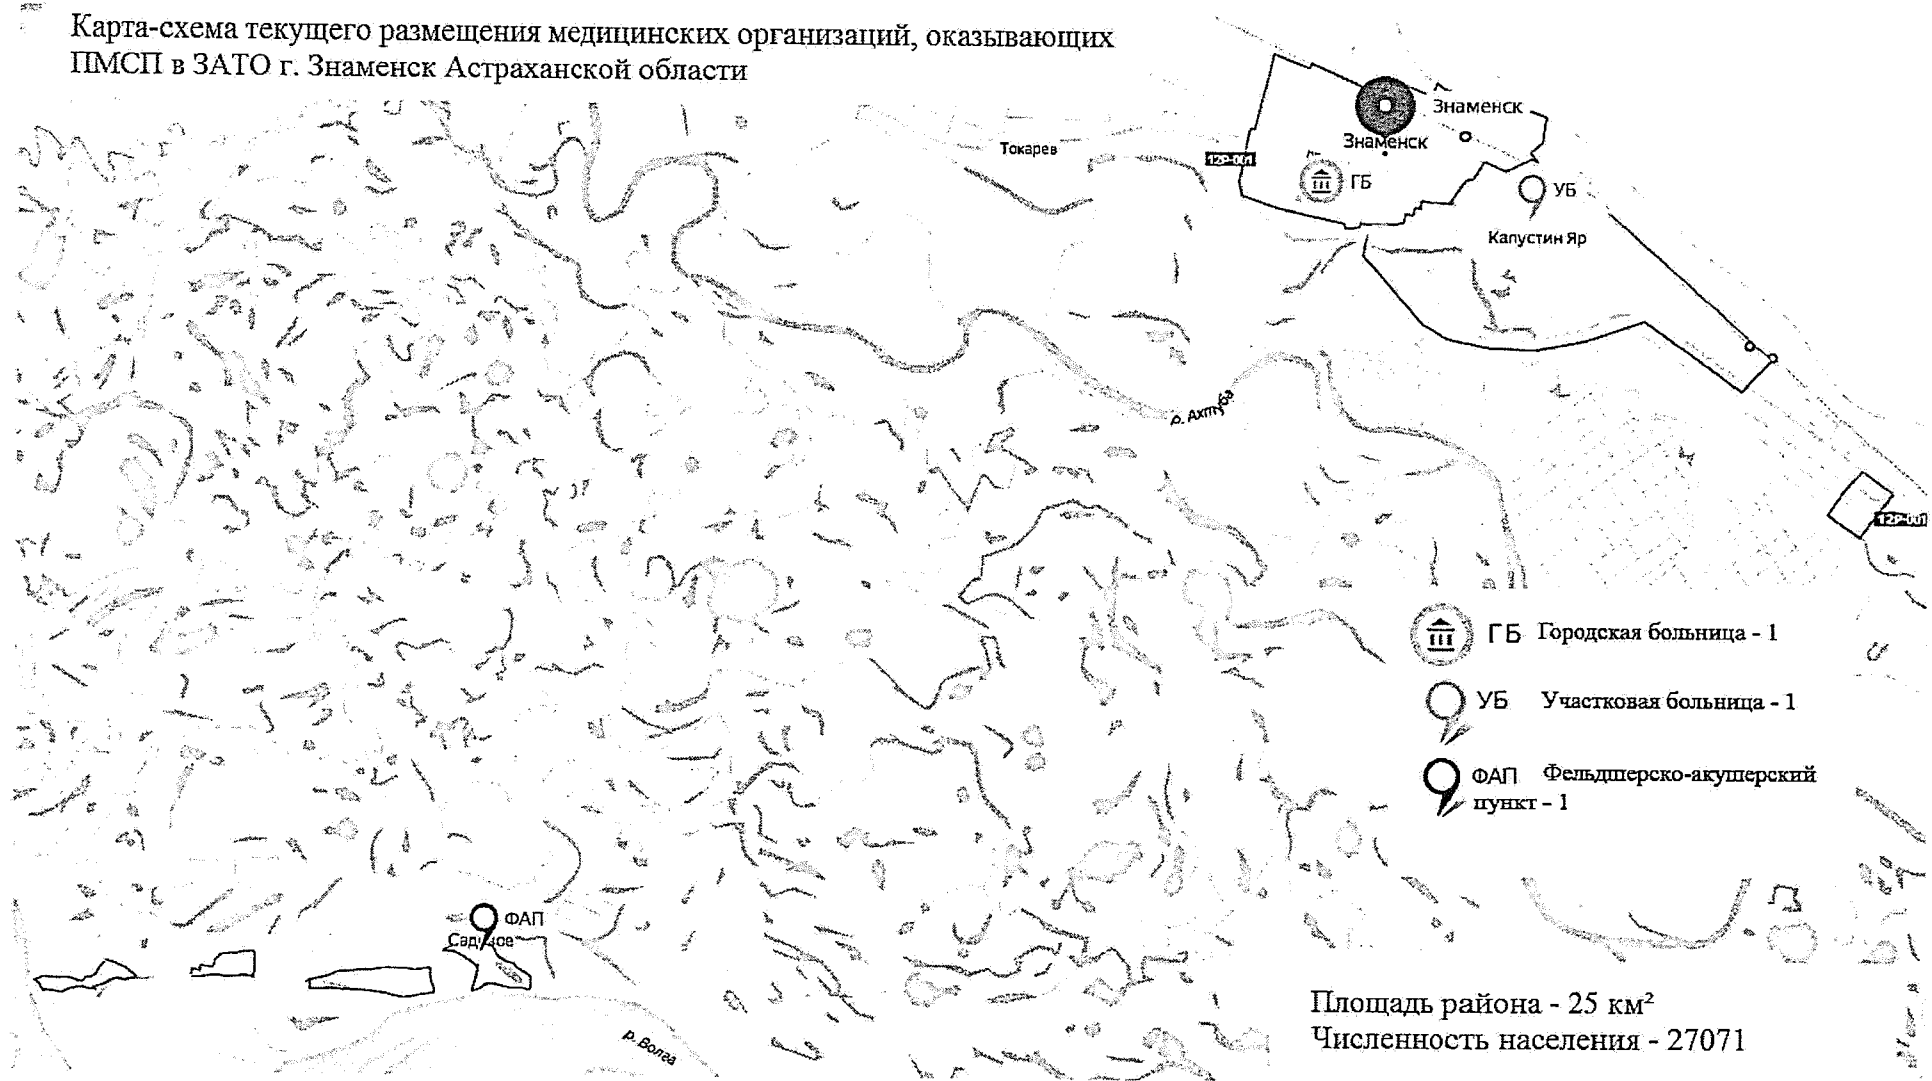 Карта-схема текущего размещения медицинских организаций, оказывающих
ПМСП в ЗАТО г. Знаменск Астраханской области
Знаменск
Знаменск
Токарев
12Р-001
ГБ
УБ
Капустин Яр
р. Ахтуба
12Р-001
ГБ Городская больница - 1
УБ Участковая больница - 1
ФАП Фельдшерско-акушерский
пункт - 1
ФАП
р. Волга
Площадь района - 25 км²
Численность населения - 27071